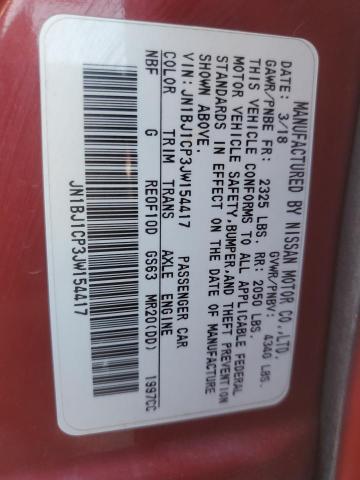 MANUFACTURED BY NISSAN MOTOR CO.,LTD.
DATE: 3/18 GVWR/PNBV: 4340 LBS.
GAWR/PNBE FR: 2325 LBS. RR: 2050 LBS.
THIS VEHICLE CONFORMS TO ALL APPLICABLE FEDERAL
MOTOR VEHICLE SAFETY,BUMPER,AND THEFT PREVENTION
STANDARDS IN EFFECT ON THE DATE OF MANUFACTURE
SHOWN ABOVE.
VIN: JN1BJ1CP3JW154417 PASSENGER CAR
COLOR TRIM TRANS AXLE ENGINE
NBF G RE0F10D GS63 MR20(DD) 1997CC
JN1BJ1CP3JW154417